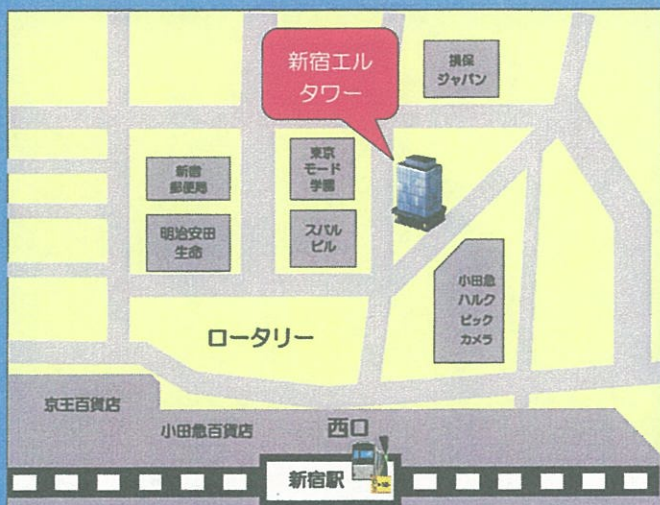 新宿エル
タワー
損保
ジャパン
東京
モード
学園
新宿
郵便局
明治安田
生命
スバル
ビル
小田急
ハルク
ビック
カメラ
ロータリー
京王百貨店
小田急百貨店
西口
新宿駅